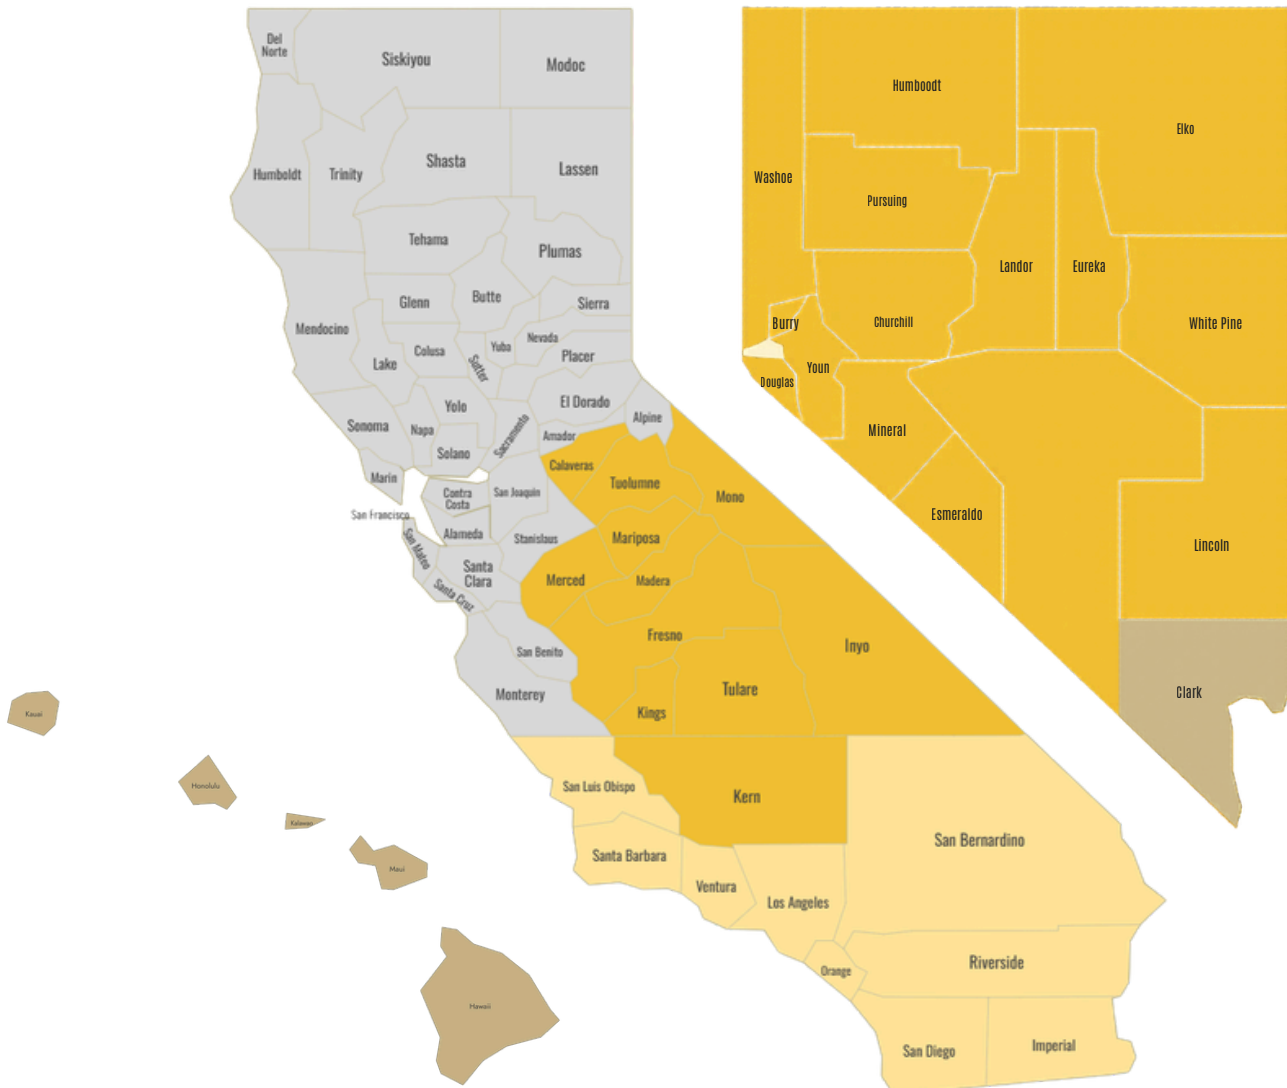 Del
Norte
Siskiyou
Modoc
Humboldt
Trinity
Shasta
Lassen
Tehama
Plumas
Glenn
Butte
Sierra
Mendocino
Lake
Colusa
Sutter
Yuba
Nevada
Placer
Sonoma
Napa
Yolo
Sacramento
El Dorado
Alpine
Amador
Solano
Marin
Contra
Costa
San Joaquin
Calaveras
Tuolumne
Mono
San Francisco
Alameda
Stanislaus
Mariposa
San Mateo
Santa
Clara
Santa Cruz
Merced
Madera
San Benito
Fresno
Inyo
Monterey
Kings
Tulare
San Luis Obispo
Kern
San Bernardino
Santa Barbara
Ventura
Los Angeles
Orange
Riverside
San Diego
Imperial
Washoe
Humboodt
Elko
Pursuing
Landor
Eureka
White Pine
Burry
Churchill
Youn
Douglas
Mineral
Esmeraldo
Lincoln
Clark
Kauai
Honolulu
Kalawao
Maui
Hawaii